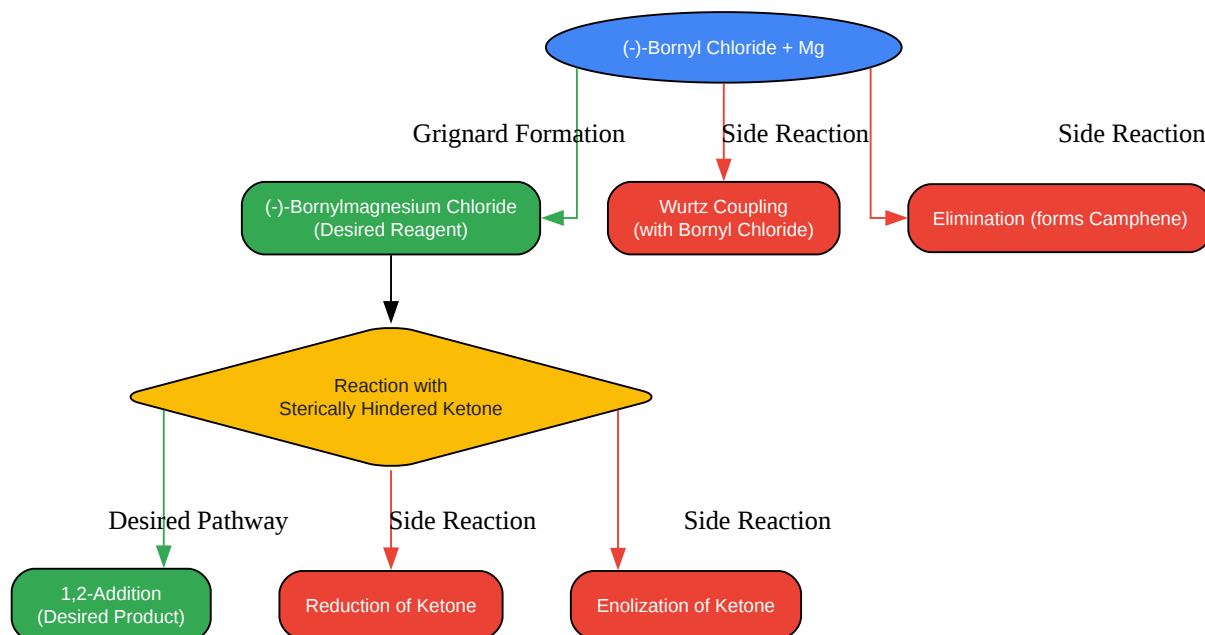 (-)-Bornyl Chloride + Mg
Grignard Formation
Side Reaction
Side Reaction
(-)-Bornylmagnesium Chloride
(Desired Reagent)
Wurtz Coupling
(with Bornyl Chloride)
Elimination (forms Camphene)
Reaction with
Sterically Hindered Ketone
Desired Pathway
Side Reaction
Side Reaction
1,2-Addition
(Desired Product)
Reduction of Ketone
Enolization of Ketone